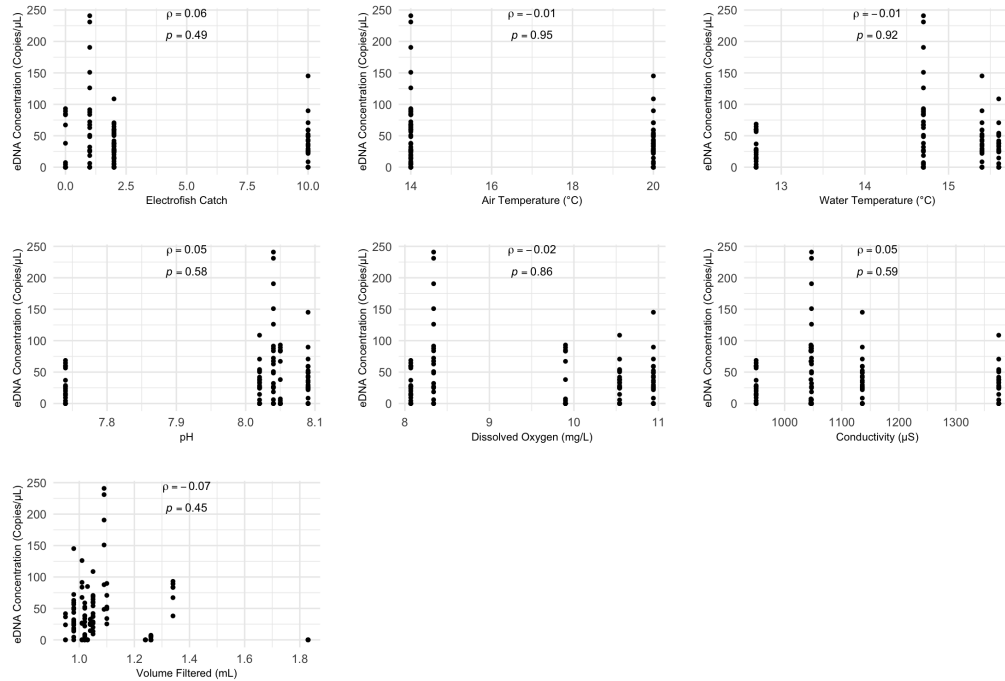 ρ = 0.06
p = 0.49
eDNA Concentration (Copies/µL)
250
200
150
100
50
0
0.0 2.5 5.0 7.5 10.0
Electrofish Catch
ρ = −0.01
p = 0.95
eDNA Concentration (Copies/µL)
250
200
150
100
50
0
14 16 18 20
Air Temperature (°C)
ρ = −0.01
p = 0.92
eDNA Concentration (Copies/µL)
250
200
150
100
50
0
13 14 15
Water Temperature (°C)
ρ = 0.05
p = 0.58
eDNA Concentration (Copies/µL)
250
200
150
100
50
0
7.8 7.9 8.0 8.1
pH
ρ = −0.02
p = 0.86
eDNA Concentration (Copies/µL)
250
200
150
100
50
0
8 9 10 11
Dissolved Oxygen (mg/L)
ρ = 0.05
p = 0.59
eDNA Concentration (Copies/µL)
250
200
150
100
50
0
1000 1100 1200 1300
Conductivity (µS)
ρ = −0.07
p = 0.45
eDNA Concentration (Copies/µL)
250
200
150
100
50
0
1.0 1.2 1.4 1.6 1.8
Volume Filtered (mL)